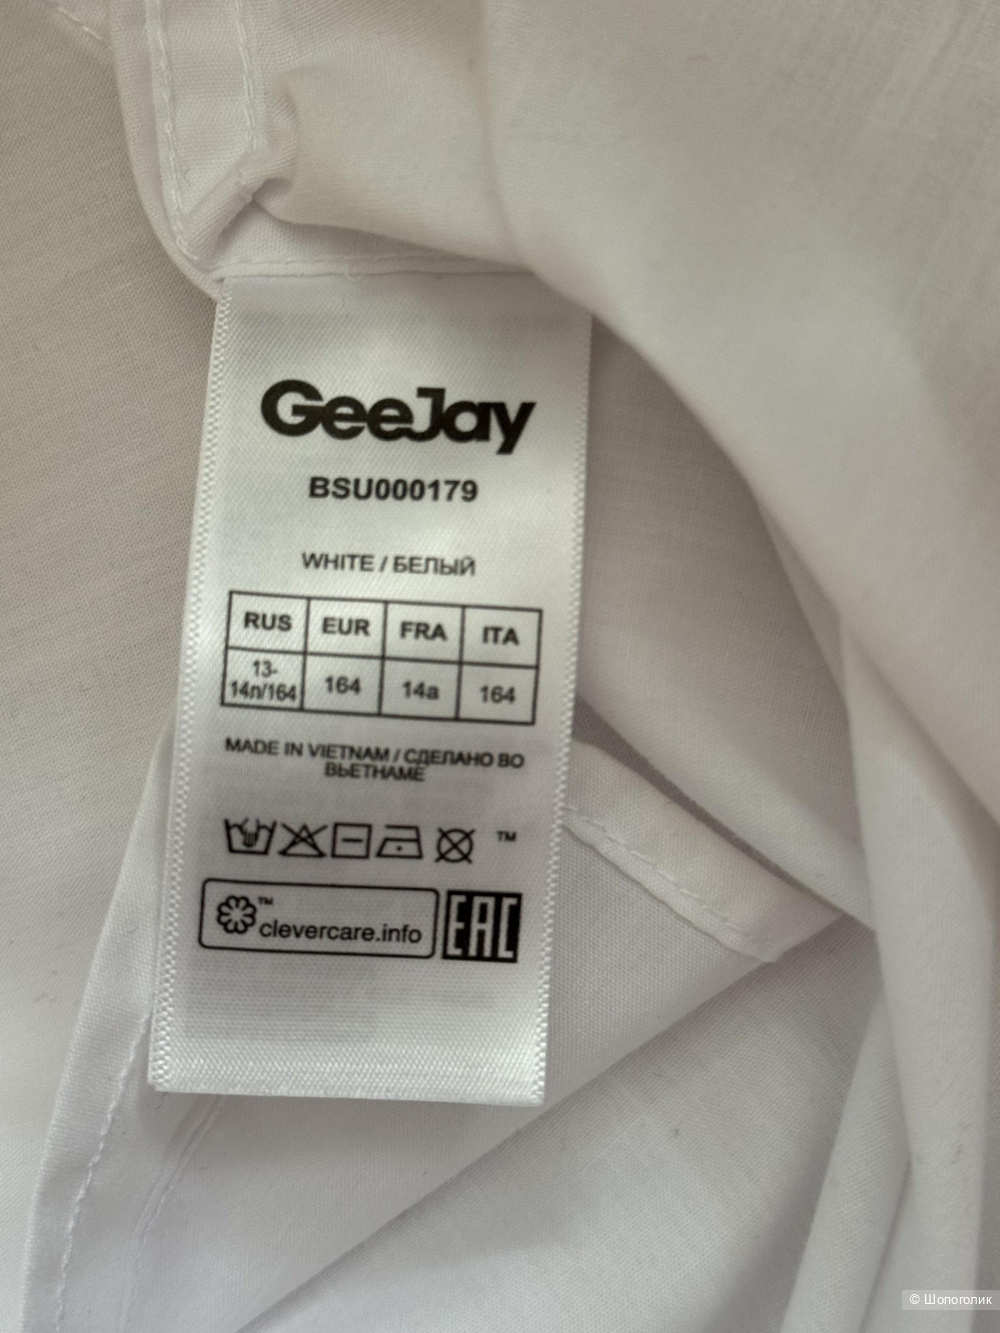 GeeJay
BSU000179
WHITE / БЕЛЫЙ
RUS EUR FRA ITA
13-
14л/164 164 14a 164
MADE IN VIETNAM / СДЕЛАНО ВО
ВЬЕТНАМЕ
TM
TM
clevercare.info
EAC
© Шопоголик